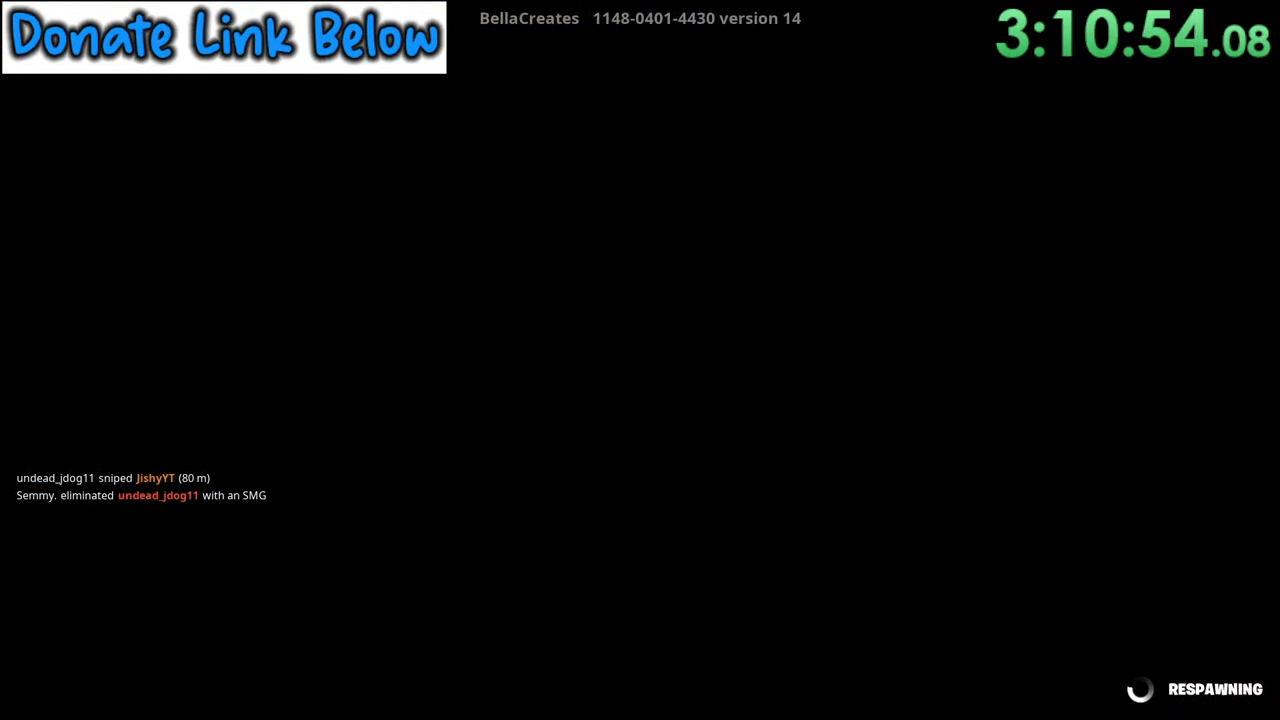 Donate Link Below
BellaCreates 1148-0401-4430 version 14
3:10:54.08
undead_jdog11 sniped JishyYT (80 m)
Semmy. eliminated undead_jdog11 with an SMG
RESPAWNING